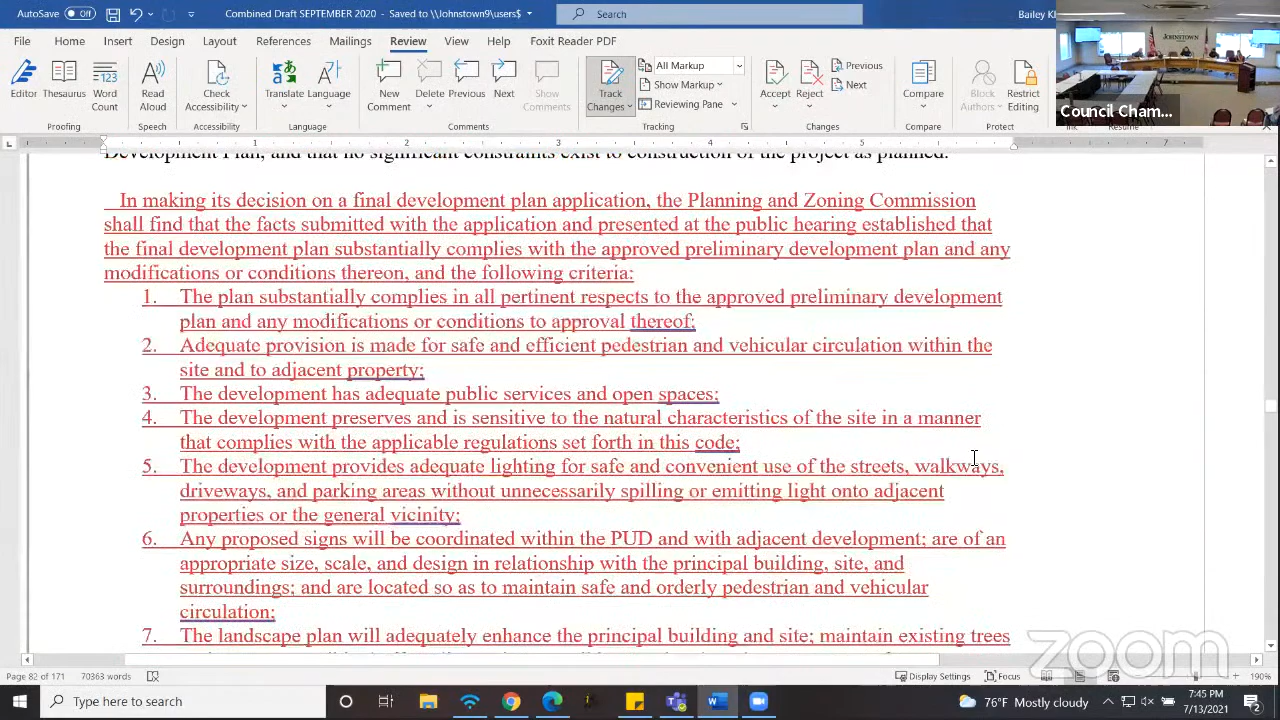 AutoSave Off
Development Code - Changes through SEPTEMBER 2020 - Saved to \\Johnstown\users$
Search
Bailey K
File Home Insert Draw Design Layout References Mailings Review View Help Foxit Reader PDF
Editor Thesaurus Word Count Read Aloud Check Accessibility Translate Language New Comment Delete Previous Next Show Comments Track Changes Accept Reject Compare Block Authors Restrict Editing
All Markup
Show Markup
Reviewing Pane
Previous
Next
Proofing Speech Accessibility Language Comments Tracking Changes Compare Protect Ink Resume
JOHNSTOWN
Council Cham...
1 2 3 4 5 7
Development Plan, and that no significant constraints exist to construction of the project as planned.
In making its decision on a final development plan application, the Planning and Zoning Commission
shall find that the facts submitted with the application and presented at the public hearing established that
the final development plan substantially complies with the approved preliminary development plan and any
modifications or conditions thereon, and the following criteria:
1. The plan substantially complies in all pertinent respects to the approved preliminary development
plan and any modifications or conditions to approval thereof;
2. Adequate provision is made for safe and efficient pedestrian and vehicular circulation within the
site and to adjacent property;
3. The development has adequate public services and open spaces;
4. The development preserves and is sensitive to the natural characteristics of the site in a manner
that complies with the applicable regulations set forth in this code;
5. The development provides adequate lighting for safe and convenient use of the streets, walkways,
driveways, and parking areas without unnecessarily spilling or emitting light onto adjacent
properties or the general vicinity;
6. Any proposed signs will be coordinated within the PUD and with adjacent development; are of an
appropriate size, scale, and design in relationship with the principal building, site, and
surroundings; and are located so as to maintain safe and orderly pedestrian and vehicular
circulation;
7. The landscape plan will adequately enhance the principal building and site; maintain existing trees
zoom
Page 82 of 171 70363 words Display Settings Focus 190%
Type here to search
76°F Mostly cloudy
7:45 PM
7/13/2021
2